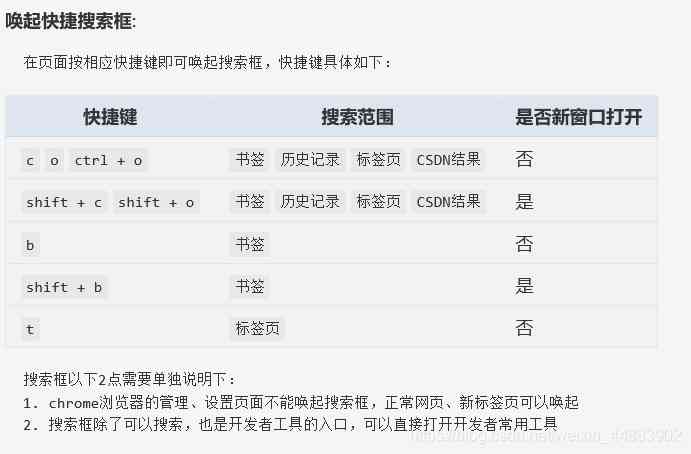 唤起快捷搜索框:
在页面按相应快捷键即可唤起搜索框，快捷键具体如下：
快捷键 搜索范围 是否新窗口打开
c o ctrl + o 书签 历史记录 标签页 CSDN结果 否
shift + c shift + o 书签 历史记录 标签页 CSDN结果 是
b 书签 否
shift + b 书签 是
t 标签页 否
搜索框以下2点需要单独说明下：
1. chrome浏览器的管理、设置页面不能唤起搜索框，正常网页、新标签页可以唤起
2. 搜索框除了可以搜索，也是开发者工具的入口，可以直接打开开发者常用工具